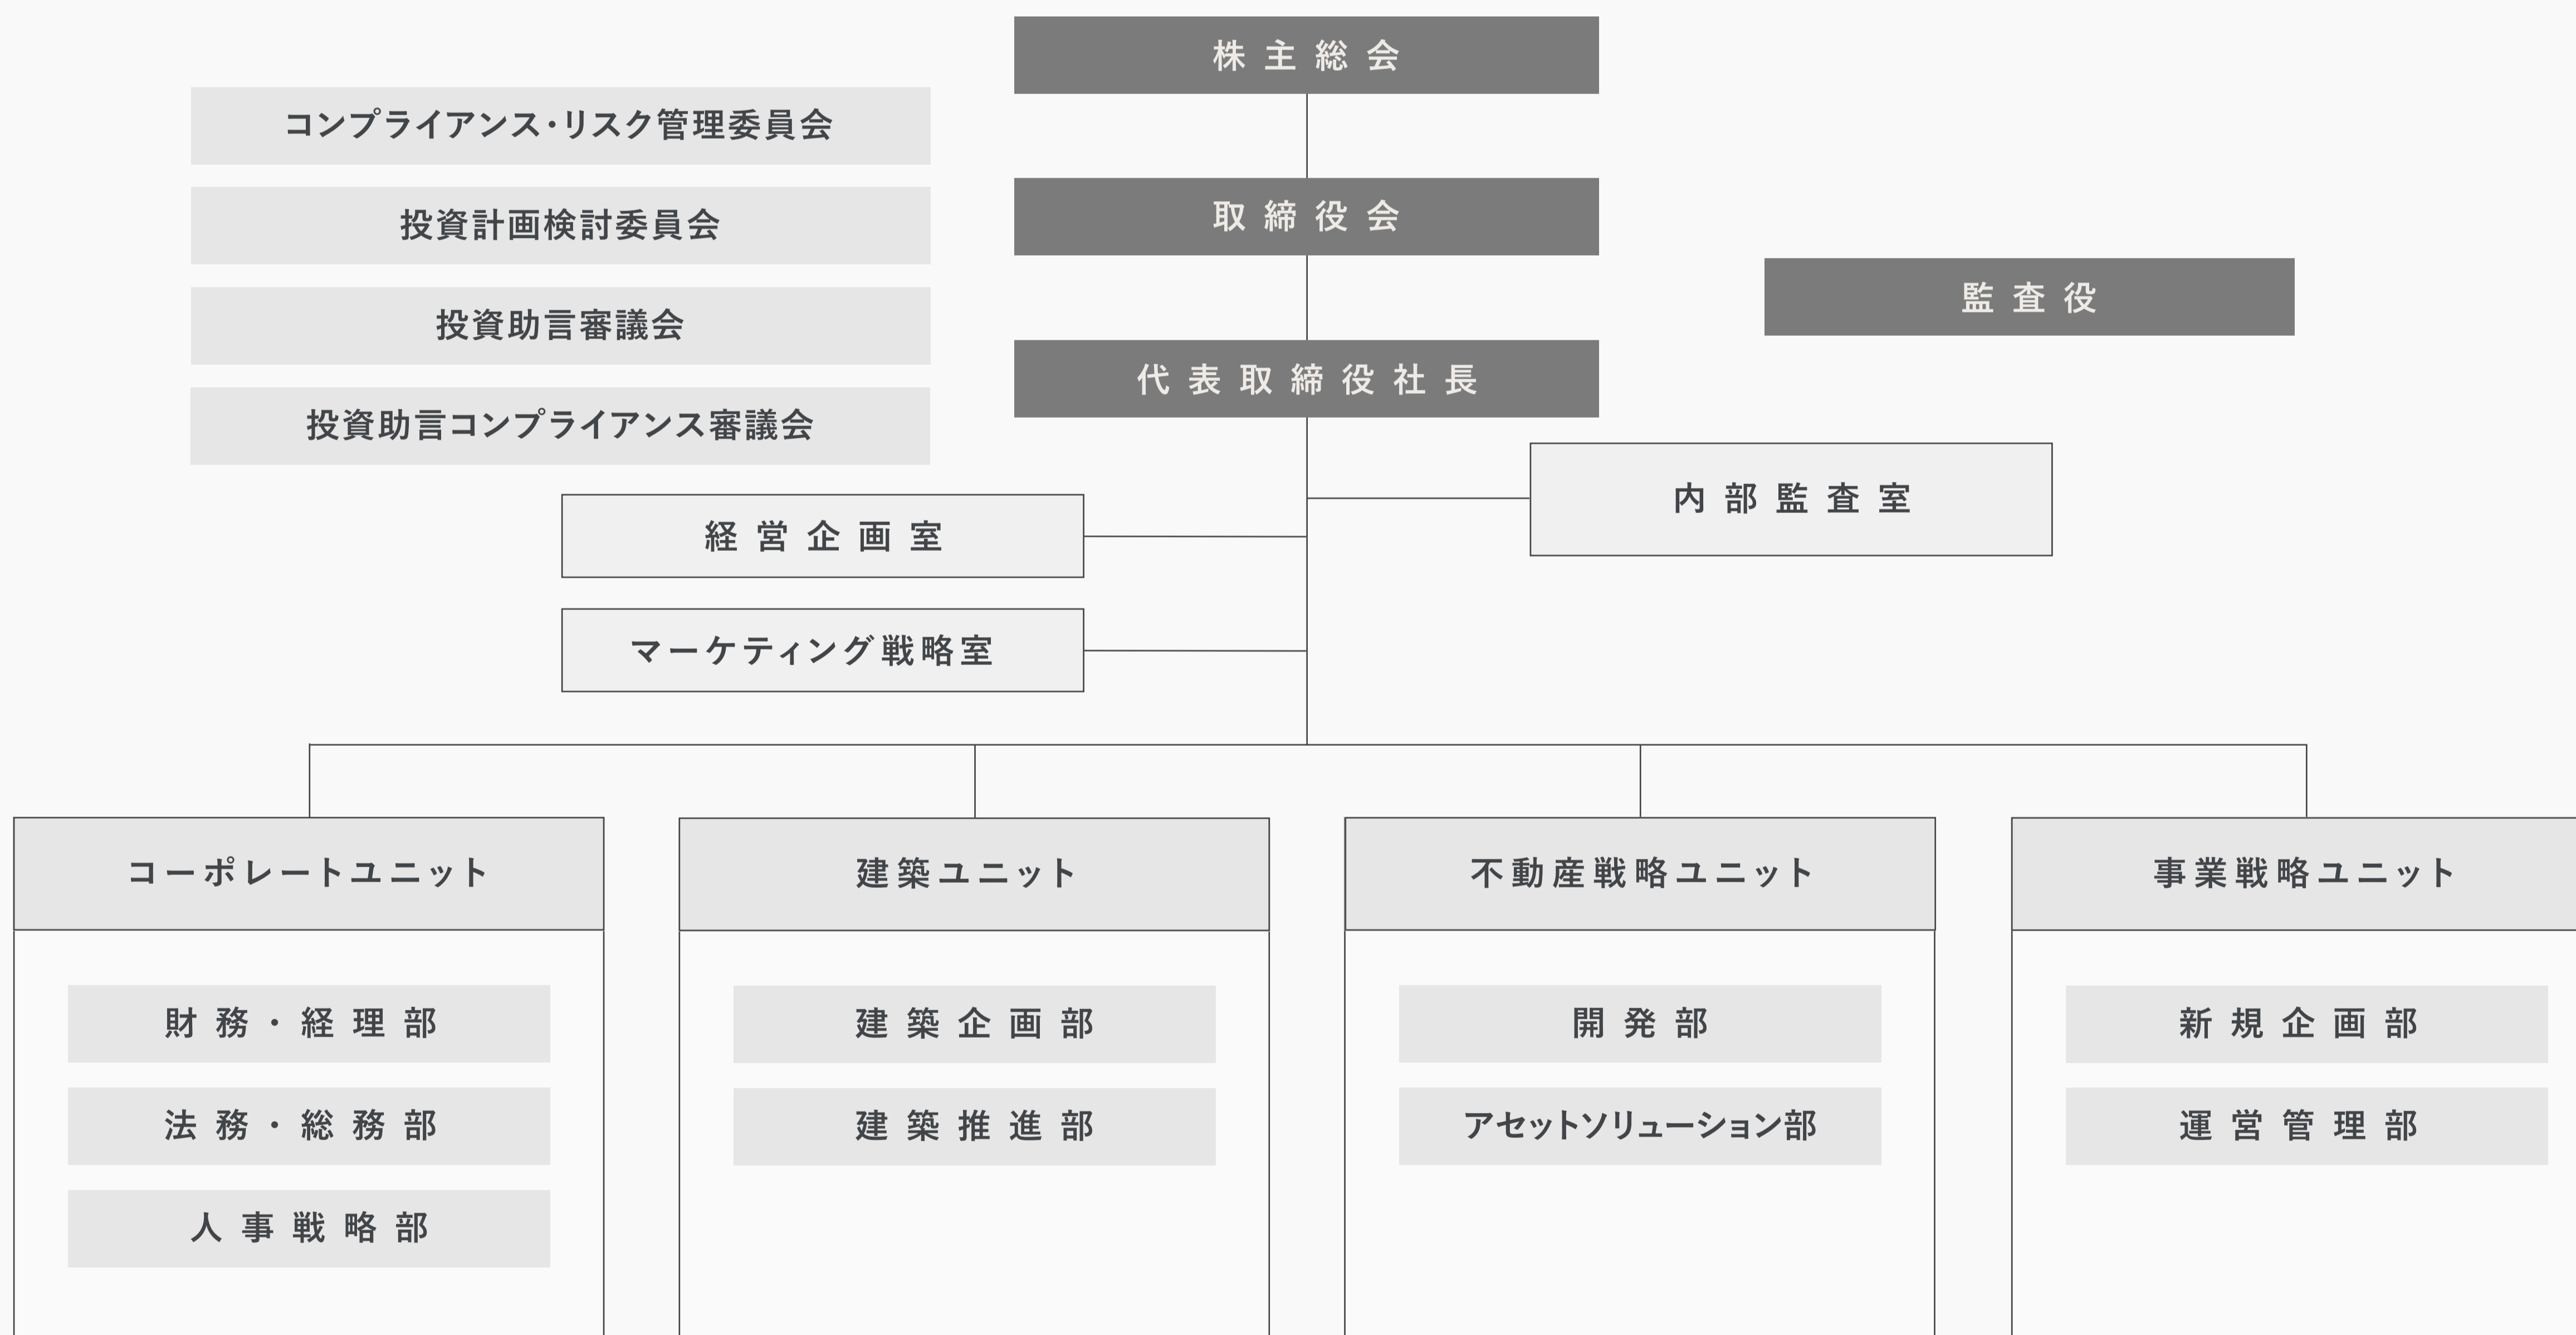 株主総会
コンプライアンス・リスク管理委員会
投資計画検討委員会
取締役会
監査役
投資助言審議会
代表取締役社長
投資助言コンプライアンス審議会
内部監査室
経営企画室
マーケティング戦略室
コーポレートユニット
建築ユニット
不動産戦略ユニット
事業戦略ユニット
財務・経理部
建築企画部
開発部
新規企画部
法務・総務部
建築推進部
アセットソリューション部
運営管理部
人事戦略部